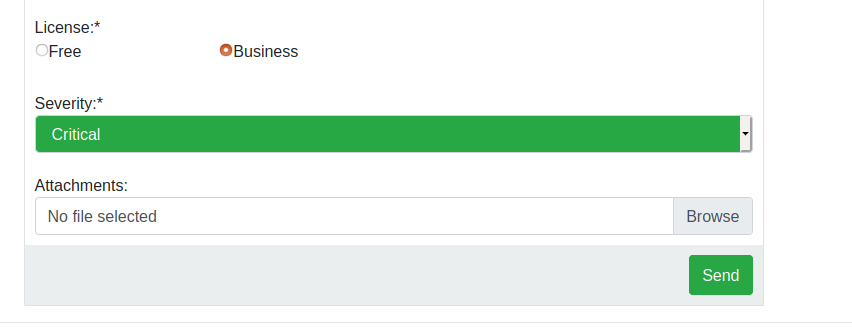 License:*
Free Business
Severity:*
Critical
Attachments:
No file selected Browse
Send